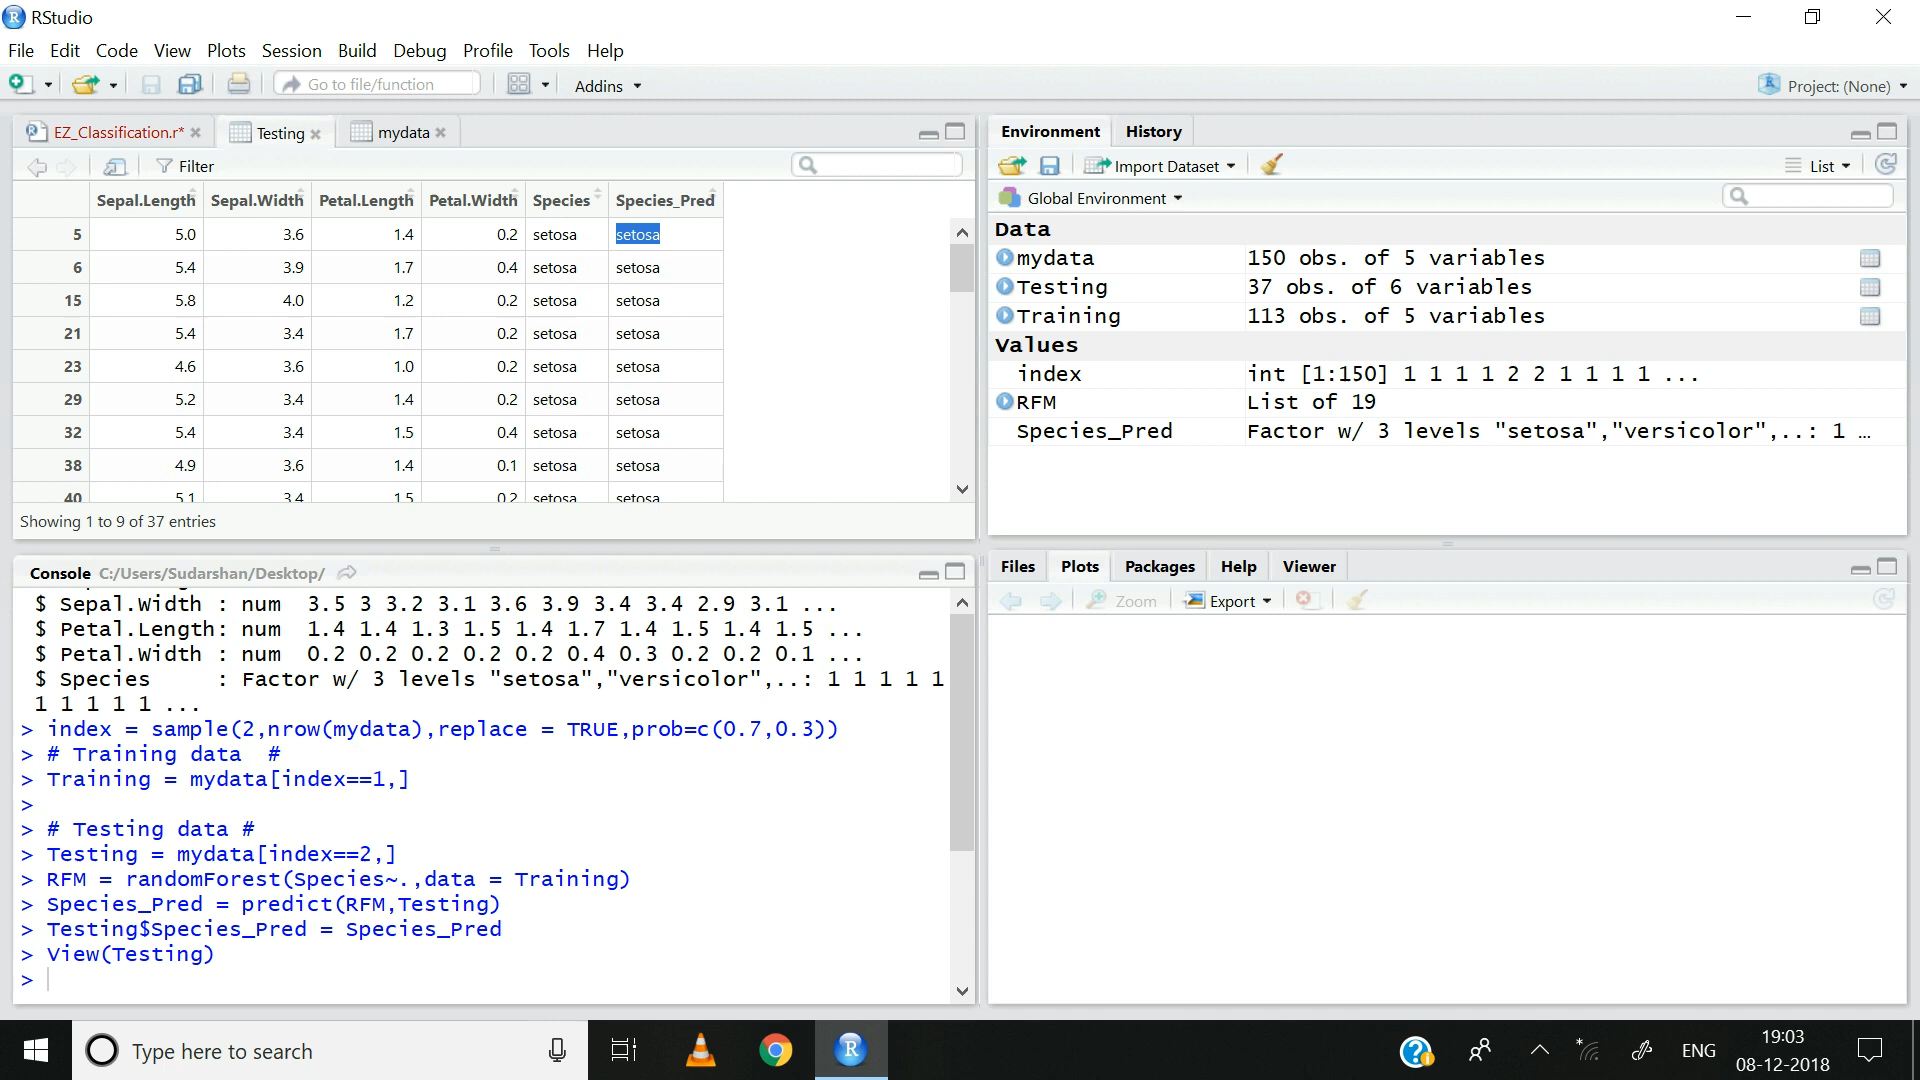 RStudio
File Edit Code View Plots Session Build Debug Profile Tools Help
Go to file/function Addins Project: (None)
EZ_Classification.r* Testing mydata
Filter
Sepal.Length Sepal.Width Petal.Length Petal.Width Species Species_Pred
5 5.0 3.6 1.4 0.2 setosa setosa
6 5.4 3.9 1.7 0.4 setosa setosa
15 5.8 4.0 1.2 0.2 setosa setosa
21 5.4 3.4 1.7 0.2 setosa setosa
23 4.6 3.6 1.0 0.2 setosa setosa
29 5.2 3.4 1.4 0.2 setosa setosa
32 5.4 3.4 1.5 0.4 setosa setosa
38 4.9 3.6 1.4 0.1 setosa setosa
40 5.1 3.4 1.5 0.2 setosa setosa
Showing 1 to 9 of 37 entries
Environment History
Import Dataset List
Global Environment
Data
mydata 150 obs. of 5 variables
Testing 37 obs. of 6 variables
Training 113 obs. of 5 variables
Values
index int [1:150] 1 1 1 1 2 2 1 1 1 1 ...
RFM List of 19
Species_Pred Factor w/ 3 levels "setosa","versicolor",..: 1 …
Console C:/Users/Sudarshan/Desktop/
$ Sepal.Width : num 3.5 3 3.2 3.1 3.6 3.9 3.4 3.4 2.9 3.1 ...
$ Petal.Length: num 1.4 1.4 1.3 1.5 1.4 1.7 1.4 1.5 1.4 1.5 ...
$ Petal.Width : num 0.2 0.2 0.2 0.2 0.2 0.4 0.3 0.2 0.2 0.1 ...
$ Species : Factor w/ 3 levels "setosa","versicolor",..: 1 1 1 1 1
1 1 1 1 1 ...
> index = sample(2,nrow(mydata),replace = TRUE,prob=c(0.7,0.3))
> # Training data #
> Training = mydata[index==1,]
>
> # Testing data #
> Testing = mydata[index==2,]
> RFM = randomForest(Species~.,data = Training)
> Species_Pred = predict(RFM,Testing)
> Testing$Species_Pred = Species_Pred
> View(Testing)
>
Files Plots Packages Help Viewer
Zoom Export
Type here to search
ENG
19:03
08-12-2018